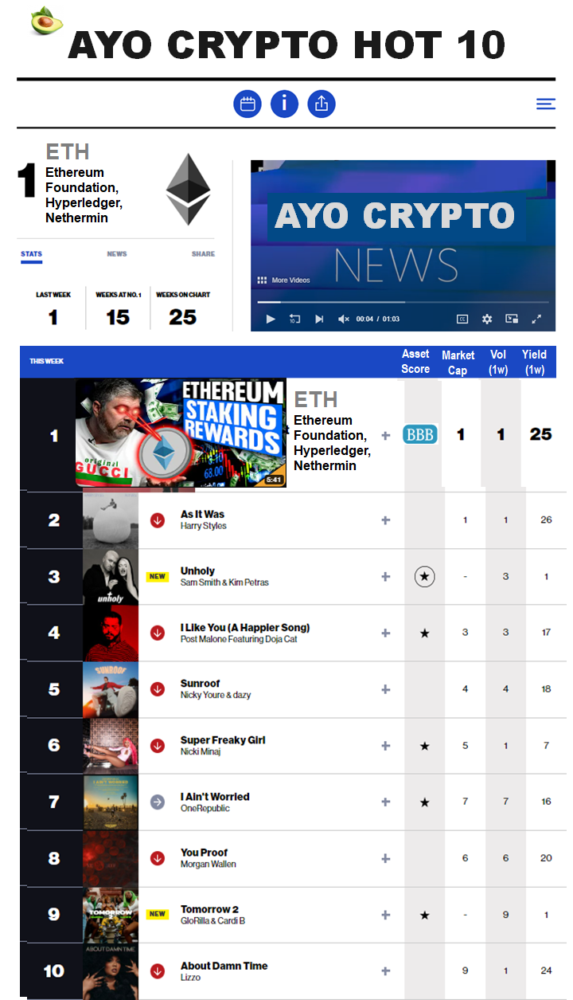 AYO CRYPTO HOT 10
1
ETH
Ethereum
Foundation,
Hyperledger,
Nethermin
STATS
NEWS
SHARE
LAST WEEK
WEEKS AT NO. 1
WEEKS ON CHART
1
15
25
AYO CRYPTO
NEWS
More Videos
10
00:04 / 01:03
CC
THIS WEEK
Asset Score
Market Cap
Vol (1w)
Yield (1w)
1
ETHEREUM
STAKING
REWARDS
original
GUCCI
68.00
5:41
ETH
Ethereum
Foundation,
Hyperledger,
Nethermin
+
BBB
1
1
25
2
As It Was
Harry Styles
+
1
1
26
3
unholy
NEW
Unholy
Sam Smith & Kim Petras
+
★
-
3
1
4
I Like You (A Happier Song)
Post Malone Featuring Doja Cat
+
★
3
3
17
5
SUNROOF
Sunroof
Nicky Youre & dazy
+
4
4
18
6
Super Freaky Girl
Nicki Minaj
+
★
5
1
7
7
I AIN'T WORRIED
I Ain't Worried
OneRepublic
+
★
7
7
16
8
You Proof
Morgan Wallen
+
6
6
20
9
TOMORROW
NEW
Tomorrow 2
GloRilla & Cardi B
+
★
-
9
1
10
ABOUT DAMN TIME
About Damn Time
Lizzo
+
9
1
24